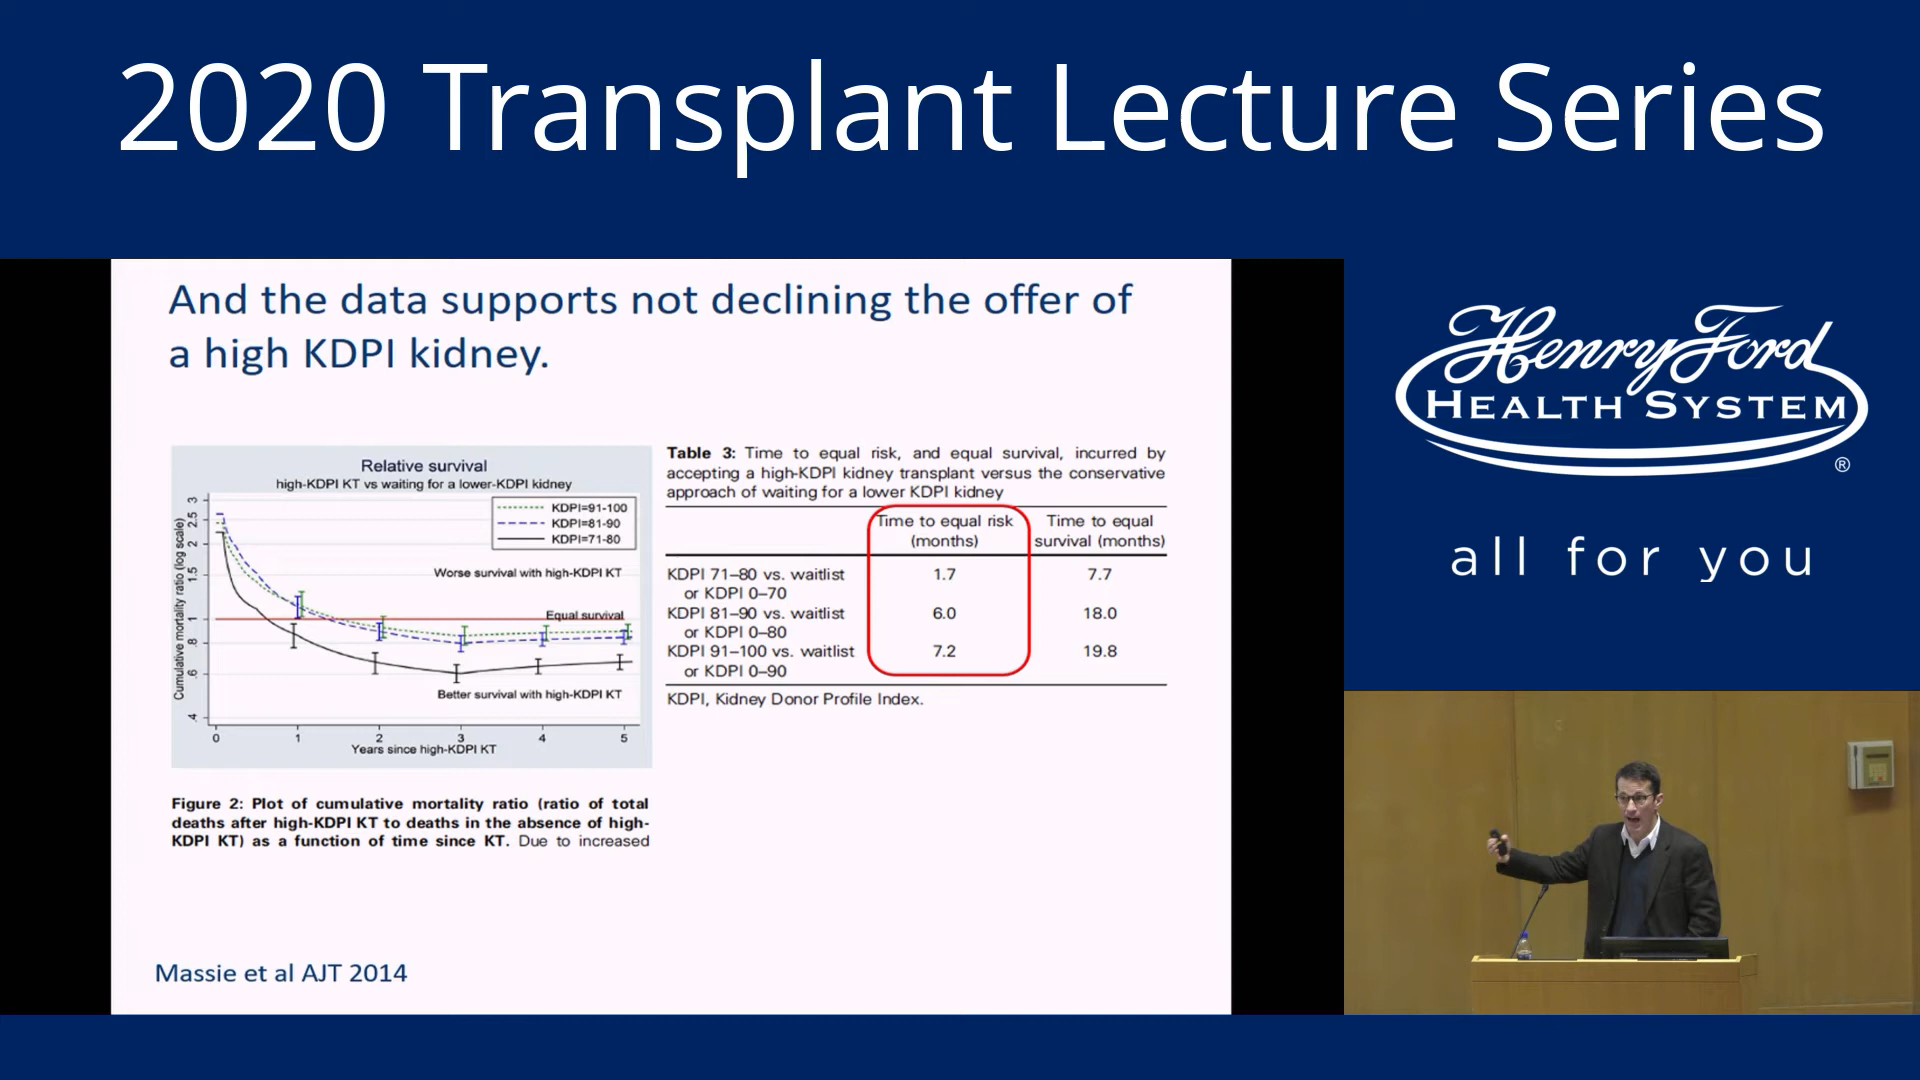 2020 Transplant Lecture Series
And the data supports not declining the offer of
a high KDPI kidney.
Relative survival
high-KDPI KT vs waiting for a lower-KDPI kidney
Cumulative mortality ratio (log scale)
3
2.5
2
1.5
1
.8
.6
.4
KDPI=91-100
KDPI=81-90
KDPI=71-80
Worse survival with high-KDPI KT
Equal survival
Better survival with high-KDPI KT
0 1 2 3 4 5
Years since high-KDPI KT
Figure 2: Plot of cumulative mortality ratio (ratio of total
deaths after high-KDPI KT to deaths in the absence of high-
KDPI KT) as a function of time since KT. Due to increased
Table 3: Time to equal risk, and equal survival, incurred by
accepting a high-KDPI kidney transplant versus the conservative
approach of waiting for a lower KDPI kidney
Time to equal risk Time to equal
(months) survival (months)
KDPI 71–80 vs. waitlist 1.7 7.7
or KDPI 0–70
KDPI 81–90 vs. waitlist 6.0 18.0
or KDPI 0–80
KDPI 91–100 vs. waitlist 7.2 19.8
or KDPI 0–90
KDPI, Kidney Donor Profile Index.
Massie et al AJT 2014
Henry Ford
HEALTH SYSTEM
®
all for you